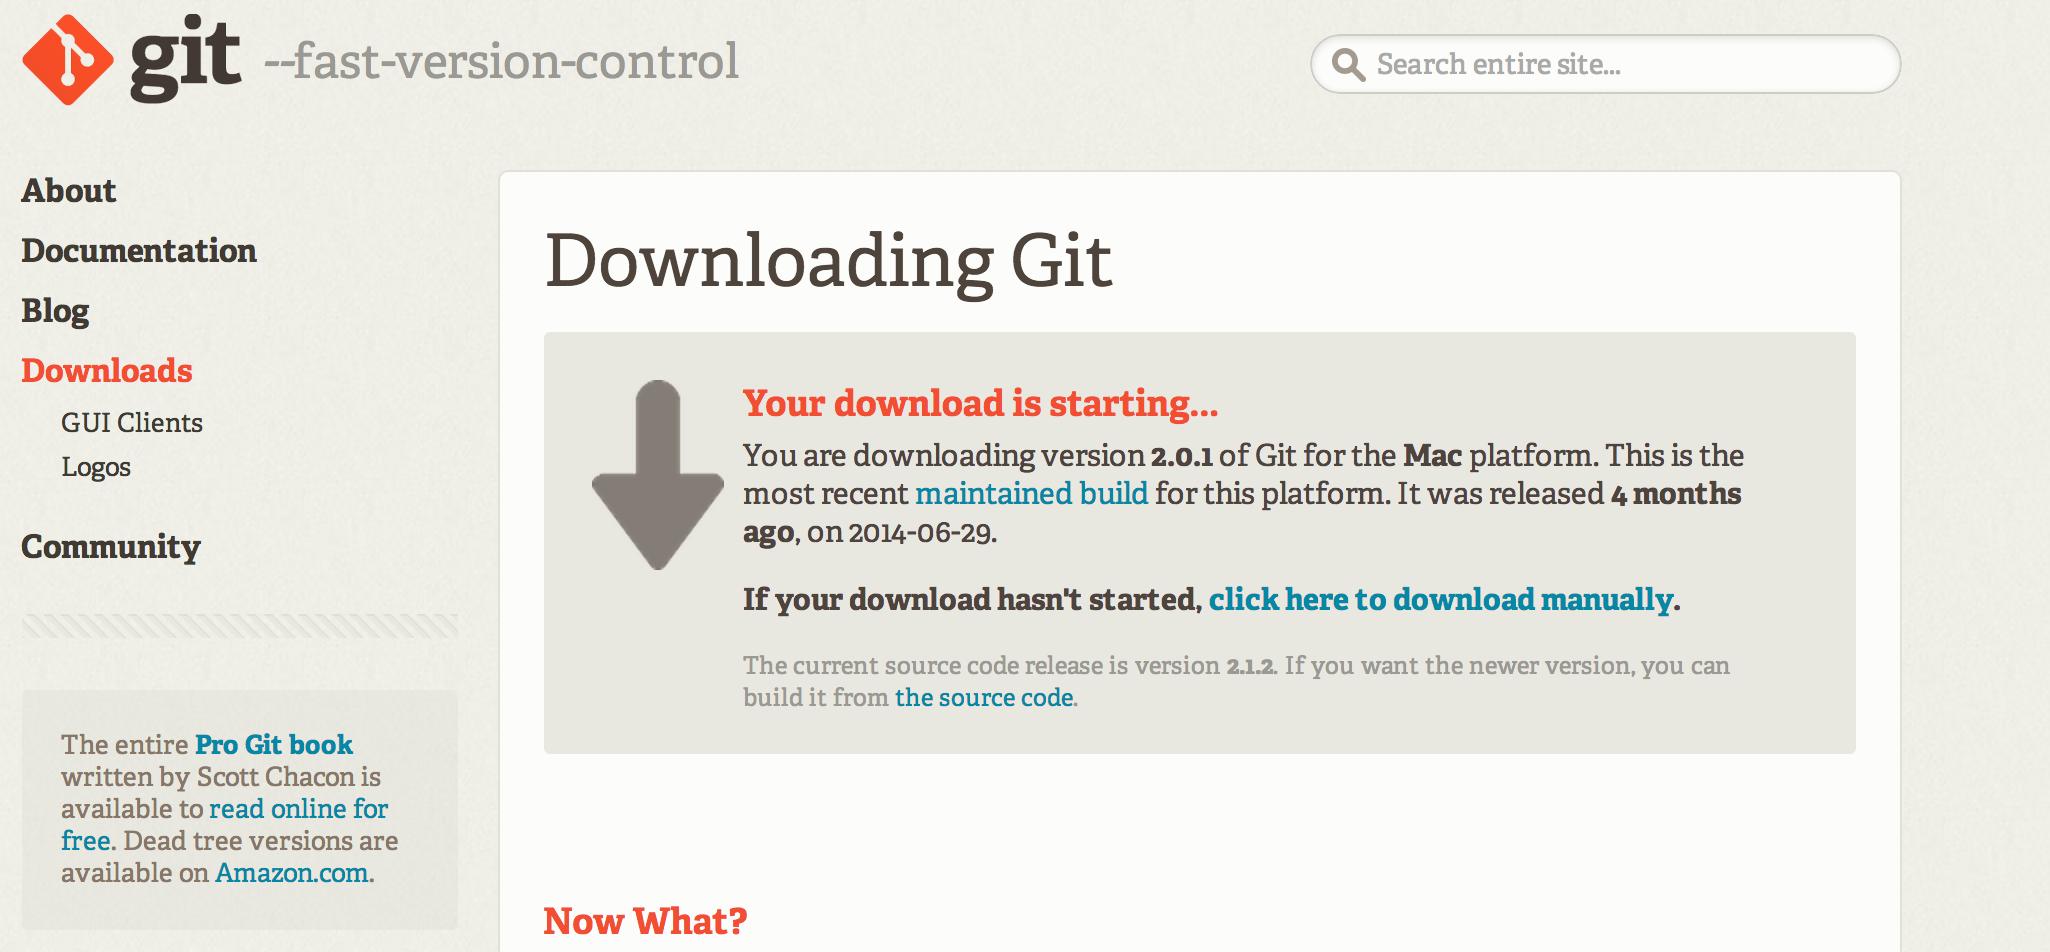 git --fast-version-control
Search entire site...
About
Documentation
Blog
Downloads
GUI Clients
Logos
Community
The entire Pro Git book
written by Scott Chacon is
available to read online for
free. Dead tree versions are
available on Amazon.com.
Downloading Git
Your download is starting...
You are downloading version 2.0.1 of Git for the Mac platform. This is the
most recent maintained build for this platform. It was released 4 months
ago, on 2014-06-29.
If your download hasn't started, click here to download manually.
The current source code release is version 2.1.2. If you want the newer version, you can
build it from the source code.
Now What?